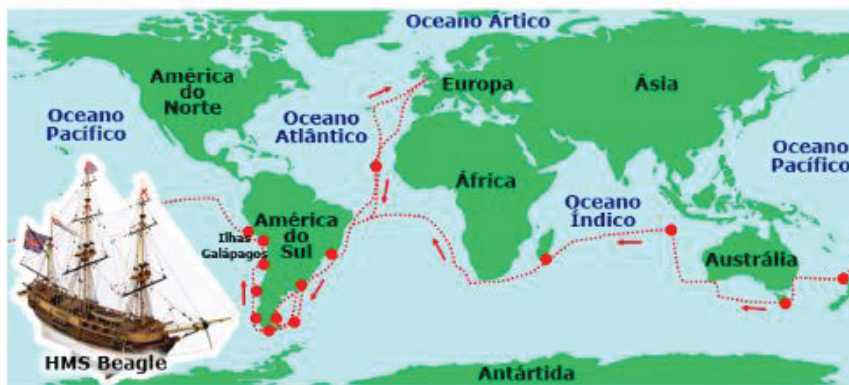 Oceano Ártico
América
do
Norte
Europa
Ásia
Oceano
Pacífico
Oceano
Atlântico
Oceano
Pacífico
África
Oceano
Índico
América
do
Sul
Ilhas
Galápagos
Austrália
HMS Beagle
Antártida